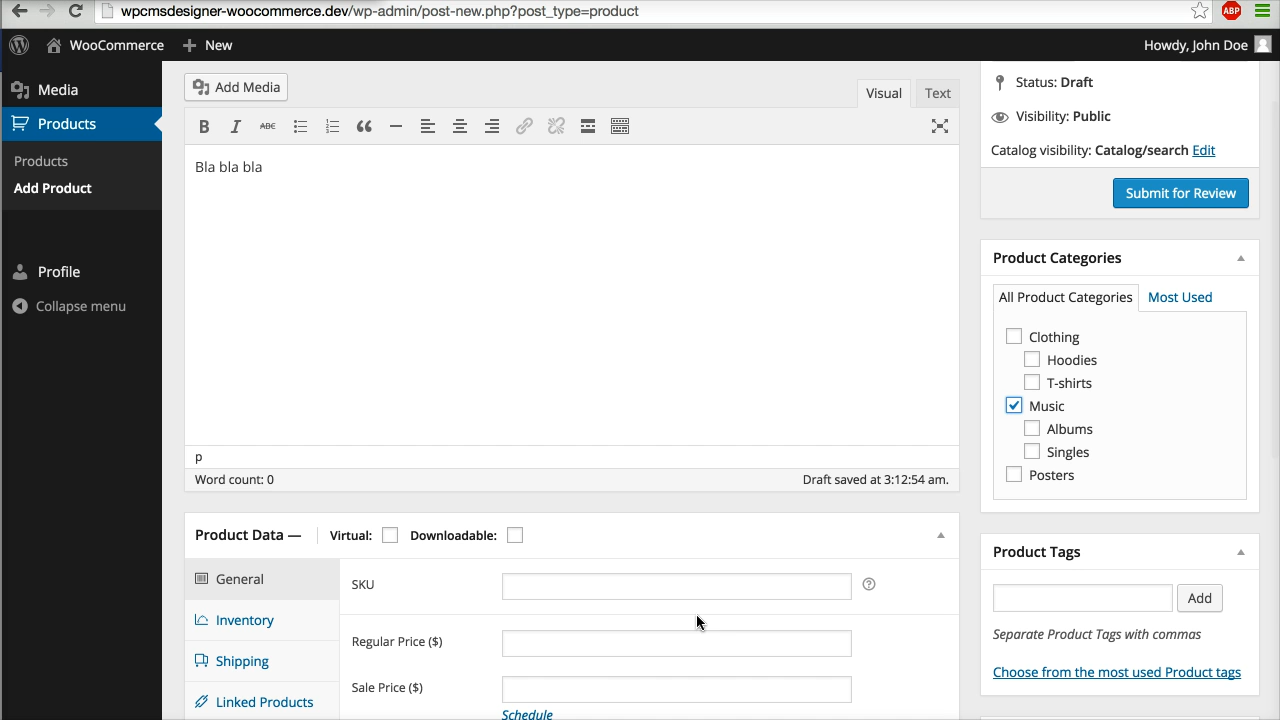 wpcmsdesigner-woocommerce.dev/wp-admin/post-new.php?post_type=product
ABP
WooCommerce
New
Howdy, John Doe
Media
Products
Products
Add Product
Profile
Collapse menu
Add Media
Visual
Text
B I ABC
Bla bla bla
p
Word count: 0
Draft saved at 3:12:54 am.
Product Data —
Virtual:
Downloadable:
General
Inventory
Shipping
Linked Products
SKU
?
Regular Price ($)
Sale Price ($)
Schedule
Status: Draft
Visibility: Public
Catalog visibility: Catalog/search Edit
Submit for Review
Product Categories
All Product Categories
Most Used
Clothing
Hoodies
T-shirts
Music
Albums
Singles
Posters
Product Tags
Add
Separate Product Tags with commas
Choose from the most used Product tags